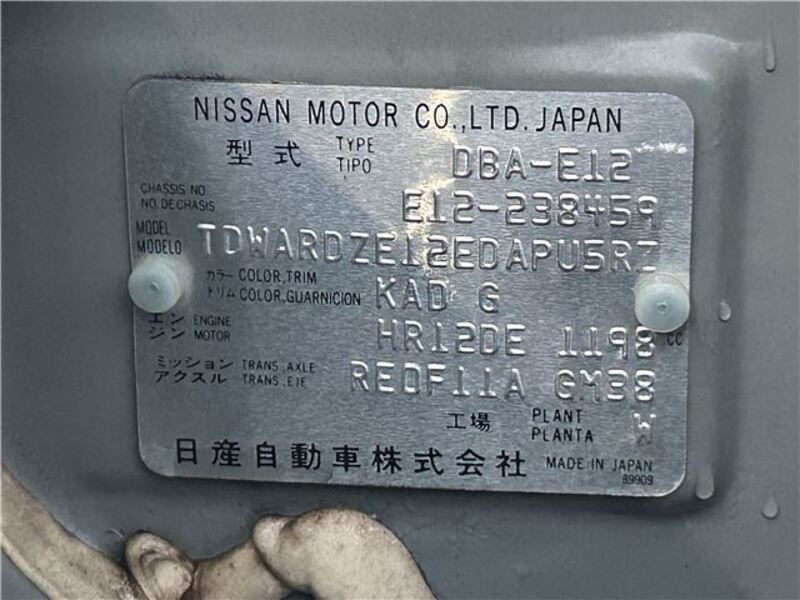 NISSAN MOTOR CO.,LTD. JAPAN
型式 TYPE TIPO DBA-E12
CHASSIS NO NO. DE CHASIS E12-238459
MODEL MODELO TDWARDZE12EDAPU5RZ
カラー トリム COLOR, TRIM COLOR, GUARNICION KAD G
エンジン ENGINE MOTOR HR12DE 1198 CC
ミッション アクスル TRANS. AXLE TRANS. EJE REOF11A GM38
工場 PLANT PLANTA W
日産自動車株式会社 MADE IN JAPAN
89909